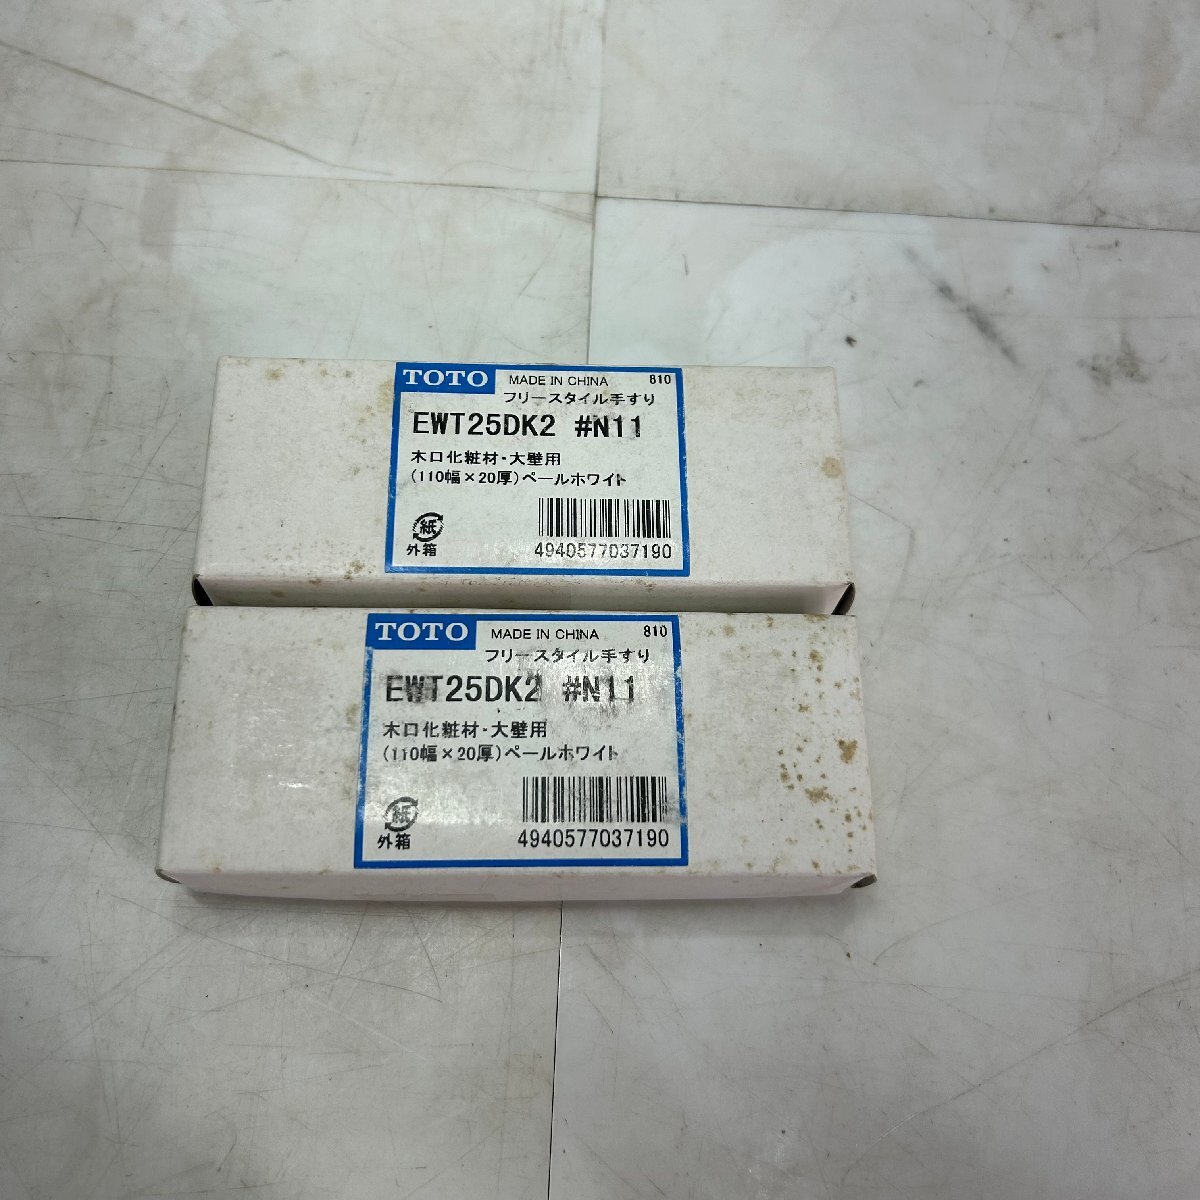 TOTO MADE IN CHINA 810
フリースタイル手すり
EWT25DK2 #N11
木口化粧材・大壁用
(110幅×20厚)ペールホワイト
紙
外箱
4940577037190
TOTO MADE IN CHINA 810
フリースタイル手すり
EWT25DK2 #N11
木口化粧材・大壁用
(110幅×20厚)ペールホワイト
紙
外箱
4940577037190